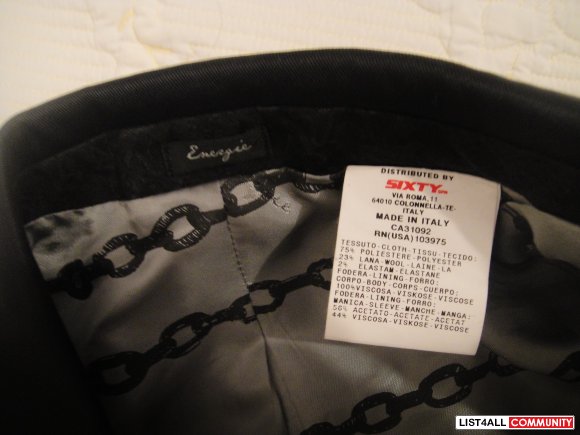 Energie
DISTRIBUTED BY
SIXTY SPA
VIA ROMA, 11
64010 COLONNELLA-TE-
ITALY
MADE IN ITALY
CA31092
RN(USA)103975
TESSUTO-CLOTH-TISSU-TECIDO:
75% POLIESTERE-POLYESTER
23% LANA-WOOL-LAINE-LA
2% ELASTAM-ELASTANE
FODERA-LINING-FORRO:
CORPO-BODY-CORPS-CUERPO:
100%VISCOSA-VISKOSE-VISCOSE
FODERA-LINING-FORRO:
MANICA-SLEEVE-MANCHE-MANGA:
56% ACETATO-ACETATE-ACETAT
44% VISCOSA-VISKOSE-VISCOSE
LIST4ALL COMMUNITY